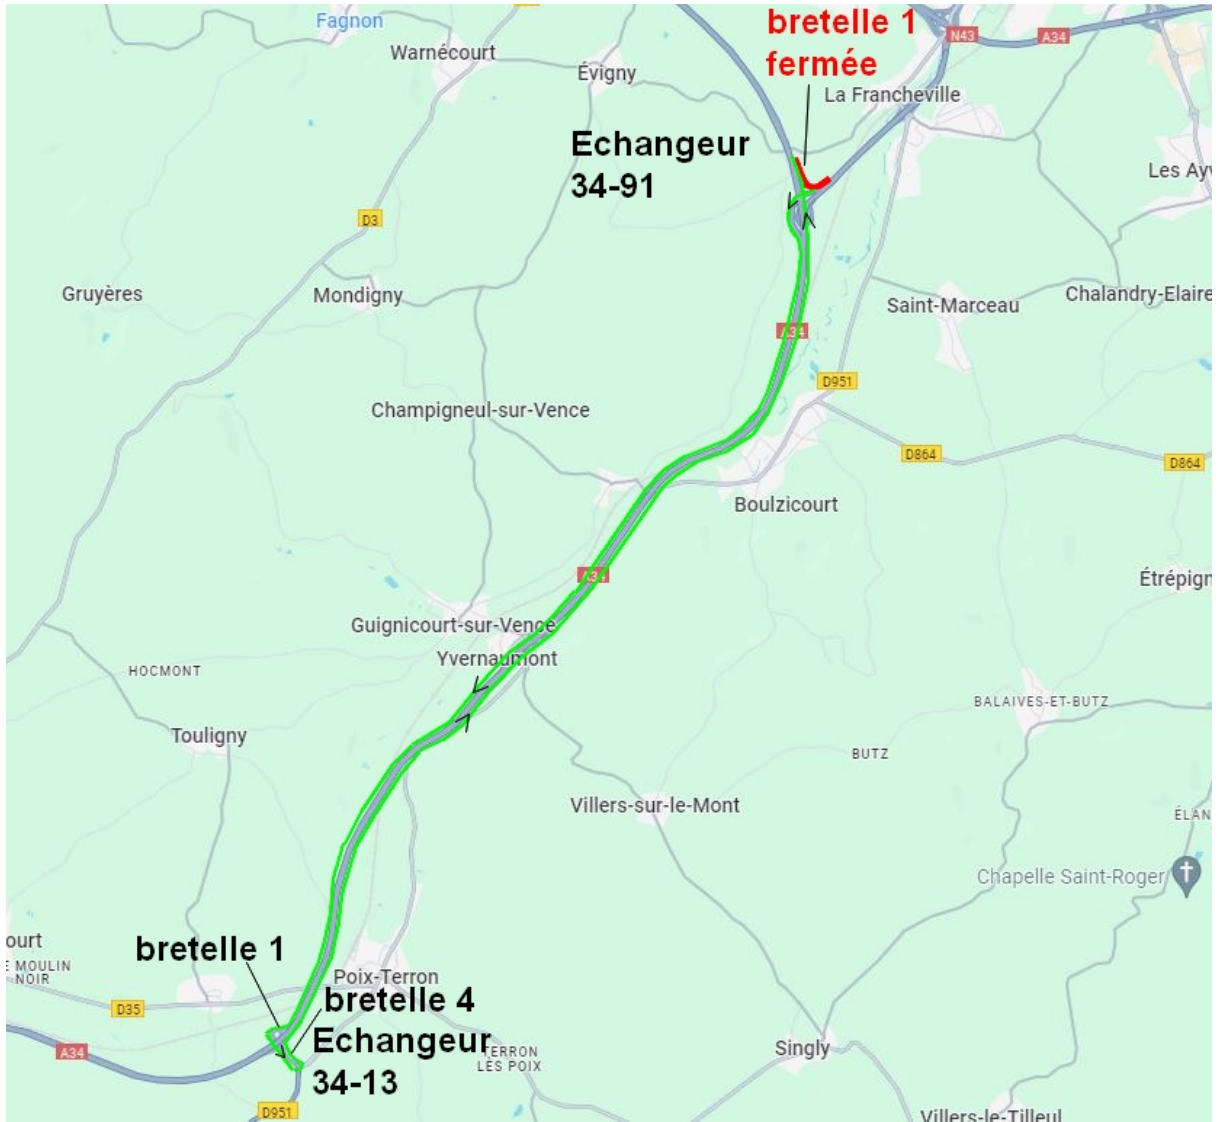 Fagnon
Warnécourt
Évigny
bretelle 1
fermée
N43
A34
La Francheville
Echangeur
34-91
Les Ayv
D3
Gruyères
Mondigny
Saint-Marceau
Chalandry-Elaire
A34
D951
Champigneul-sur-Vence
D864
D864
Boulzicourt
A34
Étrépign
Guignicourt-sur-Vence
Yvernaumont
HOCMONT
BALAIVES-ET-BUTZ
Touligny
BUTZ
Villers-sur-le-Mont
ÉLAN
Chapelle Saint-Roger
ourt
E MOULIN
NOIR
bretelle 1
Poix-Terron
D35
bretelle 4
Echangeur
34-13
A34
TERRON
LÈS POIX
Singly
D951
Villers-le-Tilleul